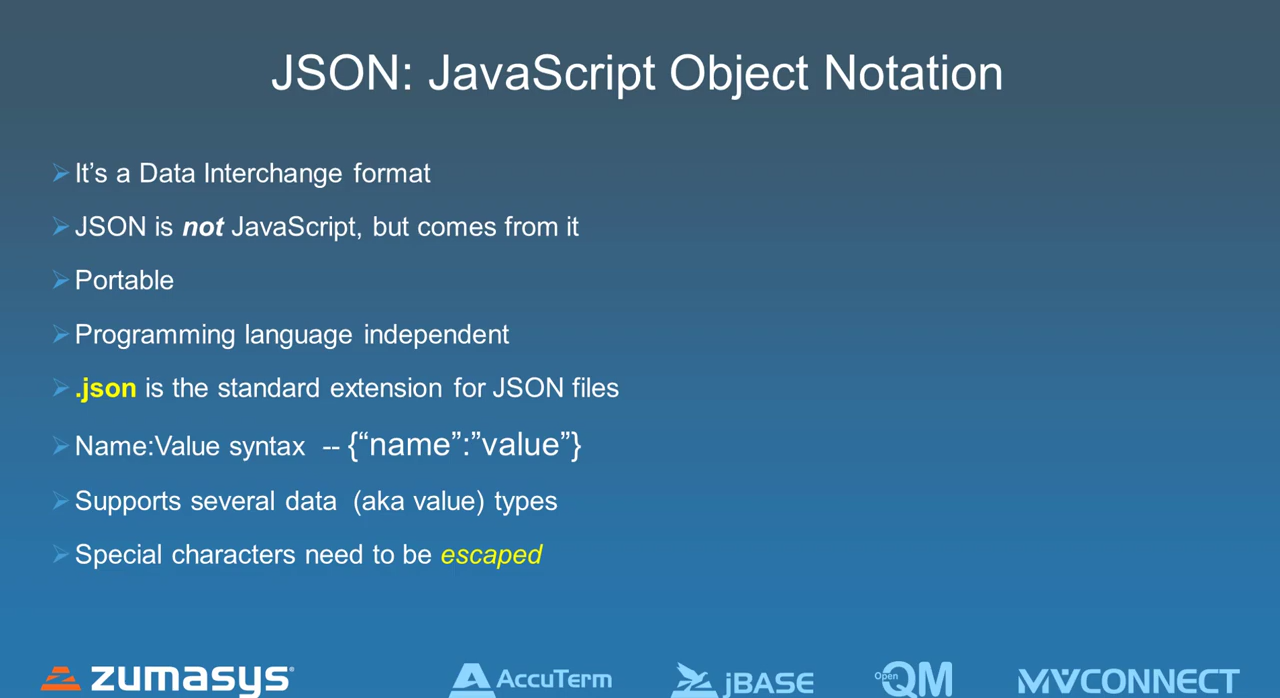 JSON: JavaScript Object Notation
It’s a Data Interchange format
JSON is not JavaScript, but comes from it
Portable
Programming language independent
.json is the standard extension for JSON files
Name:Value syntax -- {“name”:”value”}
Supports several data (aka value) types
Special characters need to be escaped
zumasys AccuTerm jBASE OpenQM MVCONNECT